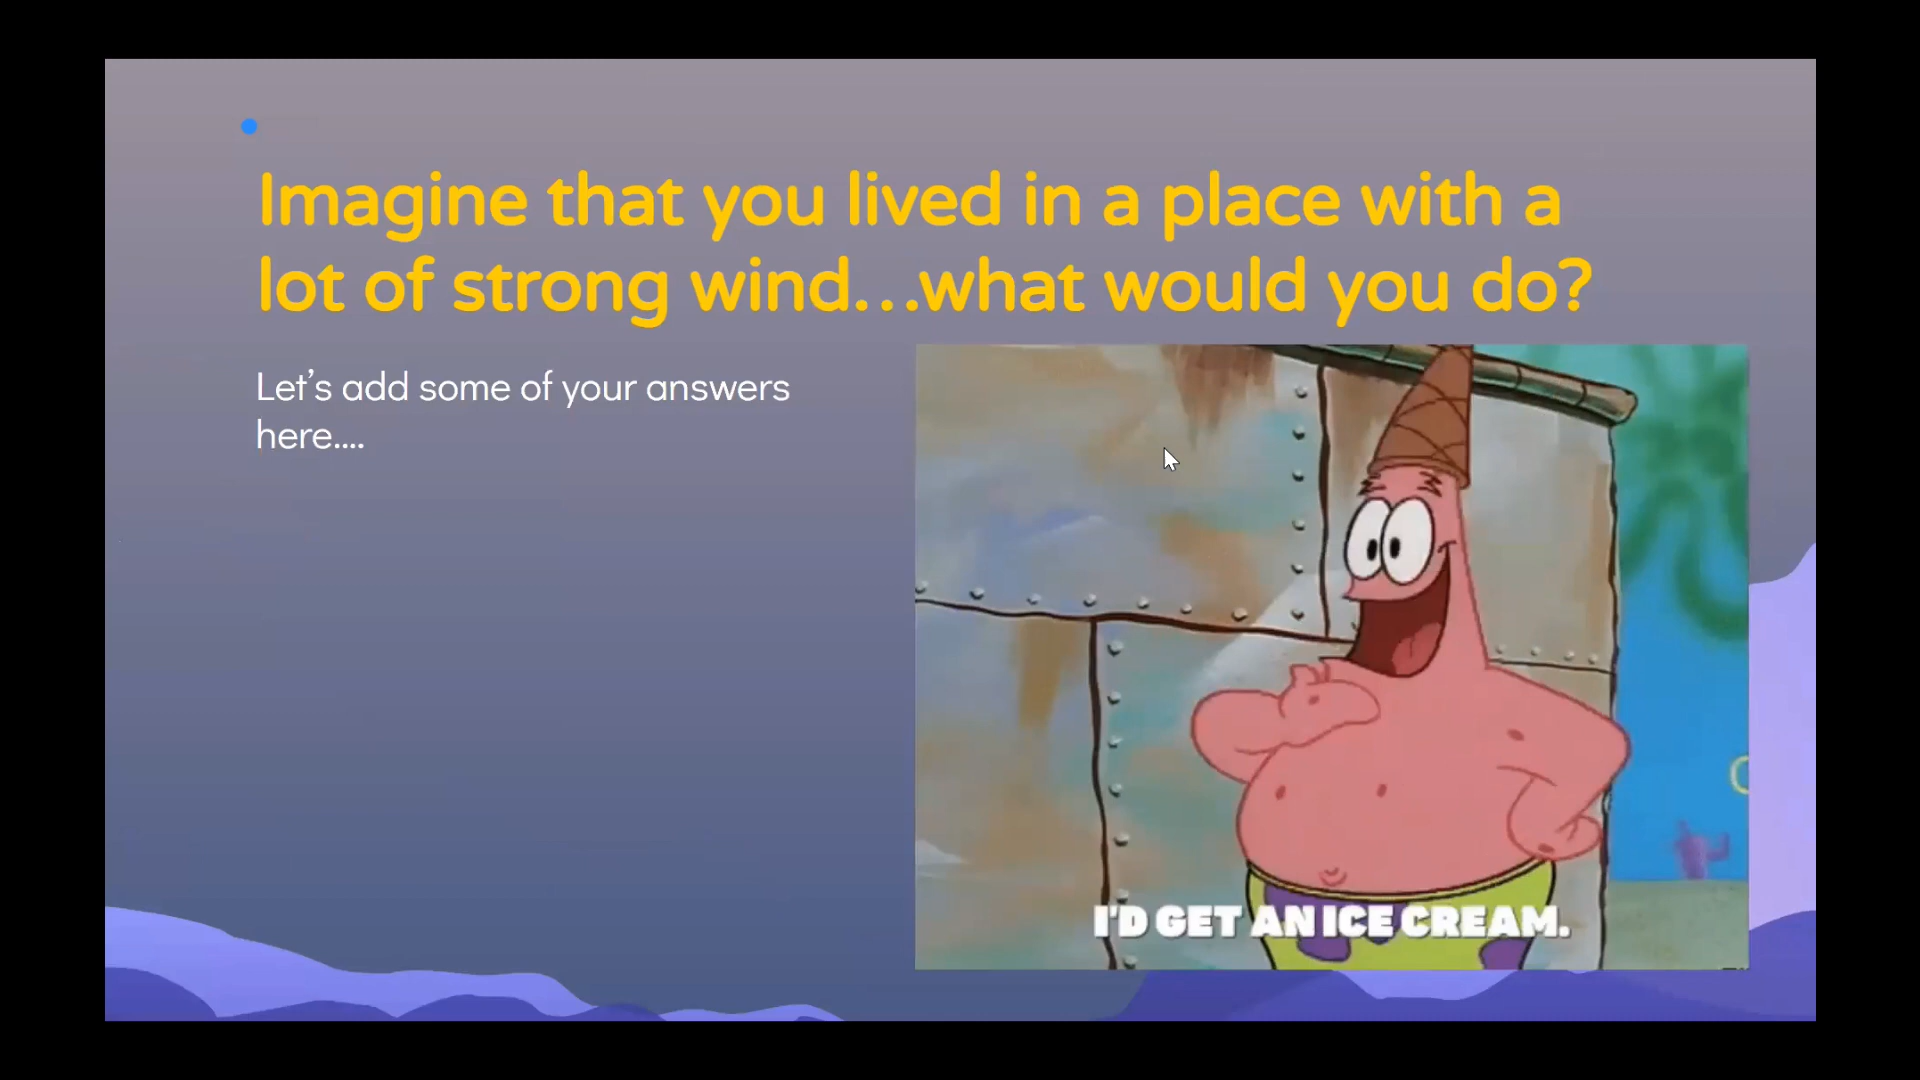 Imagine that you lived in a place with a
lot of strong wind...what would you do?
Let’s add some of your answers
here....
I'D GET AN ICE CREAM.